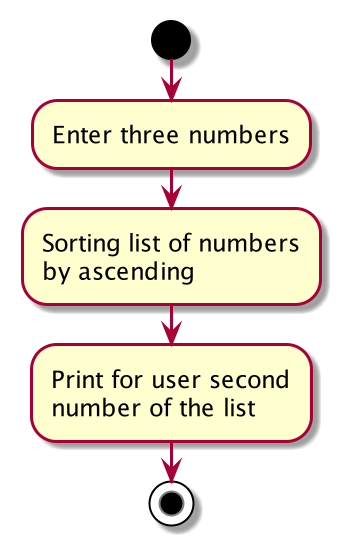 Enter three numbers
Sorting list of numbers
by ascending
Print for user second
number of the list